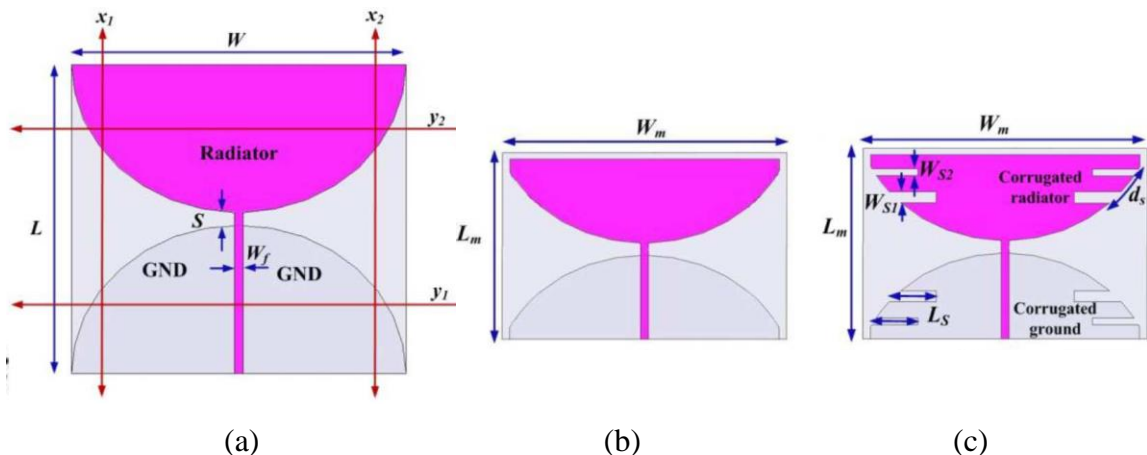 x1
x2
W
y2
Radiator
L
S
Wf
GND
GND
y1
(a)
Wm
Lm
(b)
Wm
WS2
Corrugated
radiator
WS1
ds
Lm
LS
Corrugated
ground
(c)